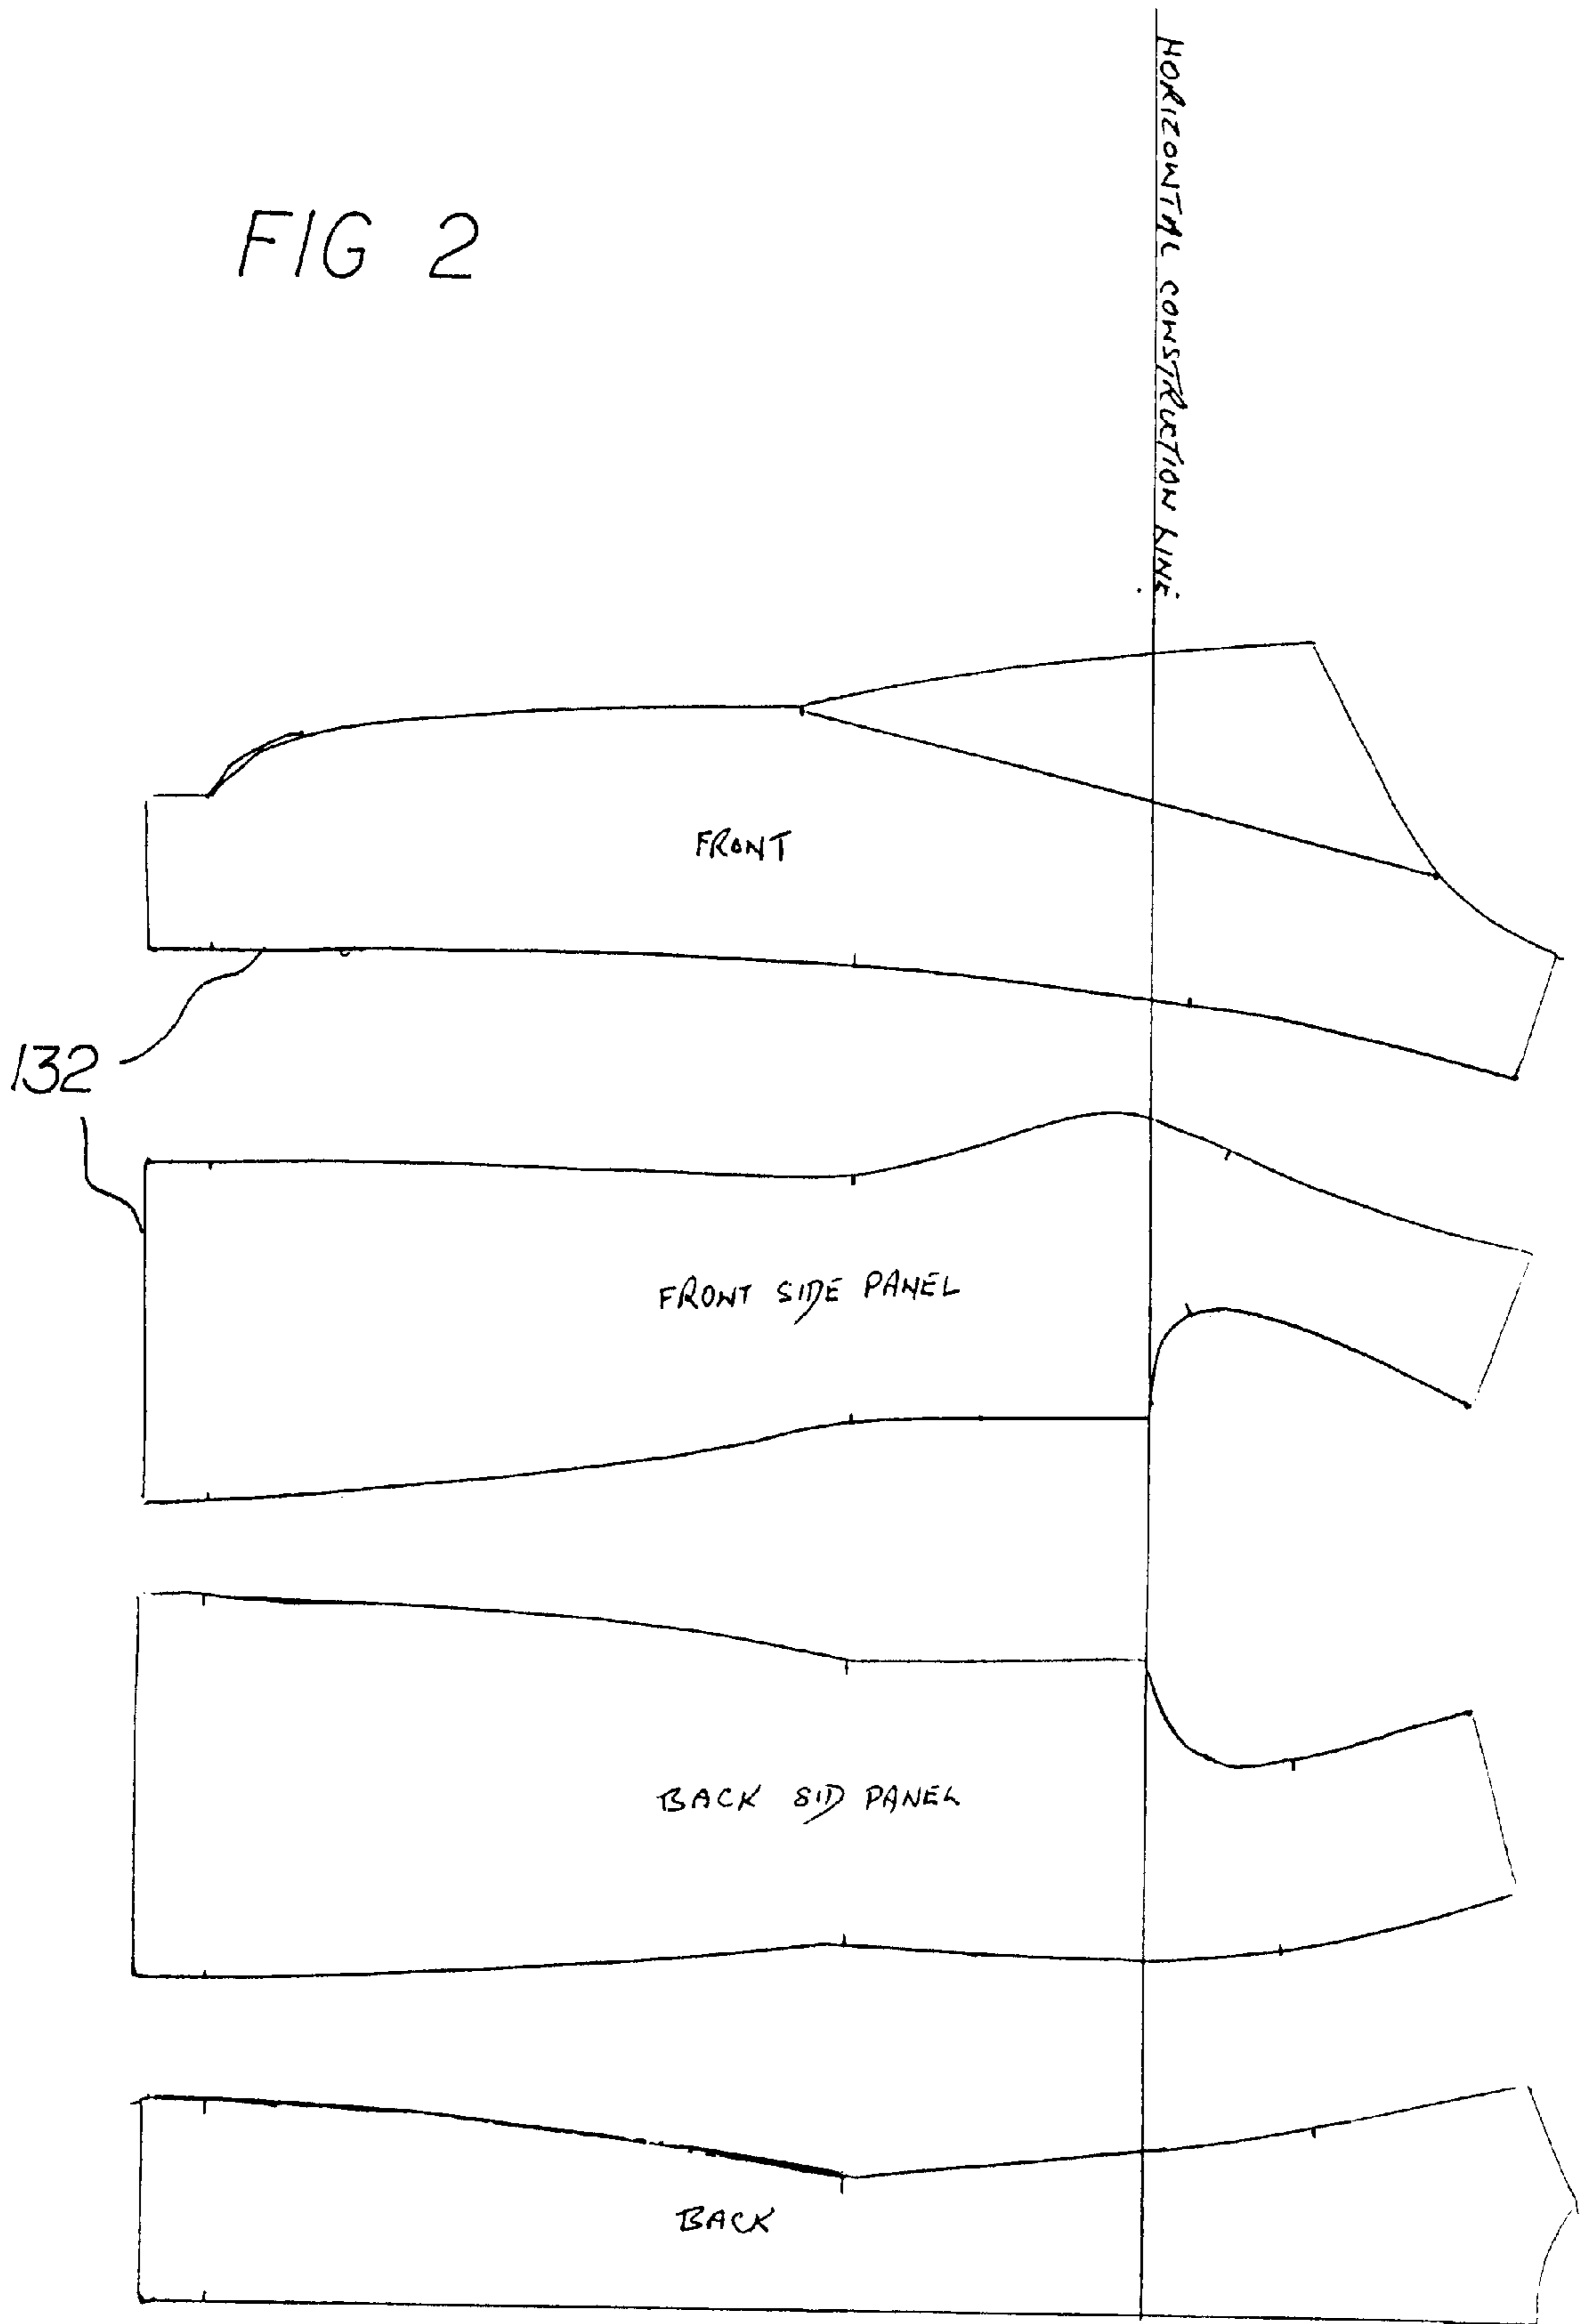 HORIZONTAL CONSTRUCTION LINE.
FIG 2
FRONT
132
FRONT SIDE PANEL
BACK SID PANEL
BACK